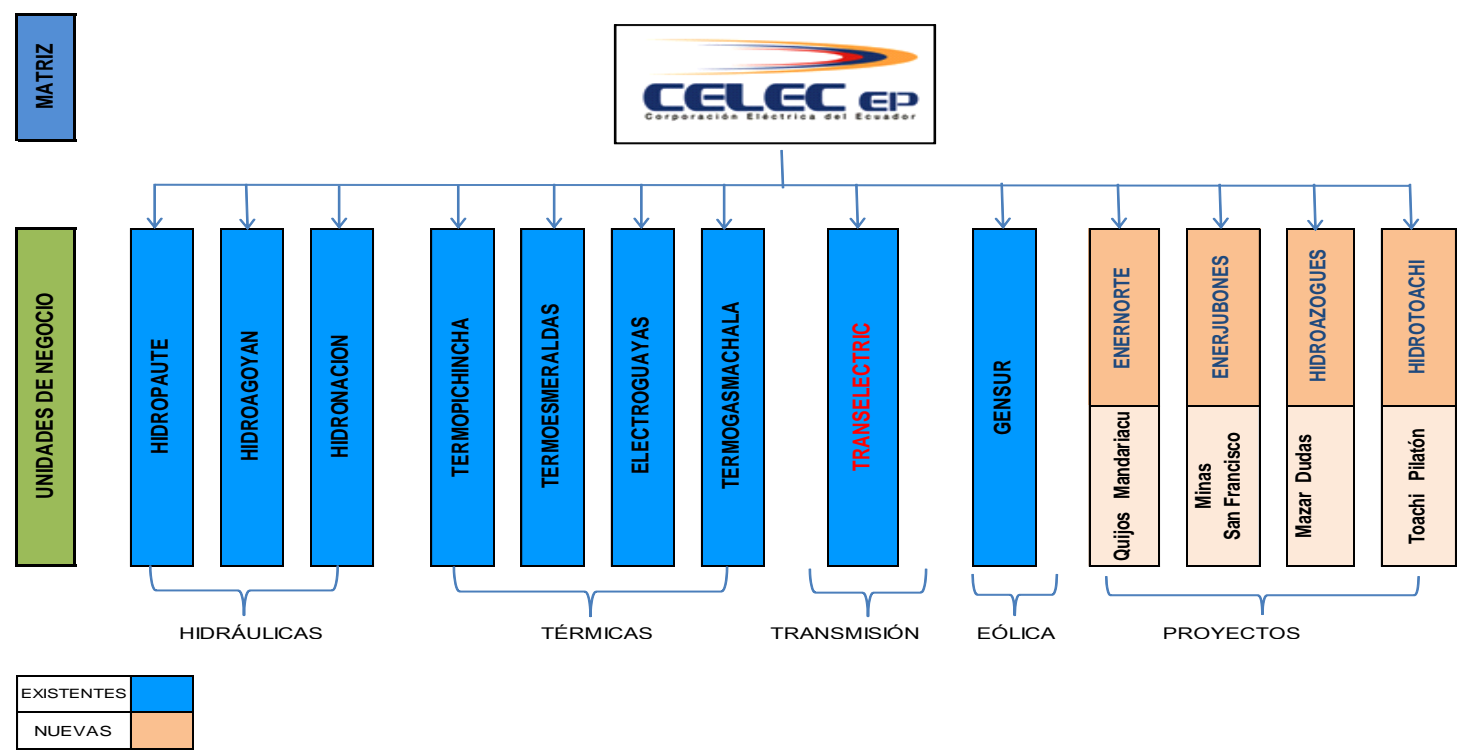 MATRIZ
CELEC EP
Corporación Eléctrica del Ecuador
UNIDADES DE NEGOCIO
HIDROPAUTE
HIDROAGOYAN
HIDRONACION
TERMOPICHINCHA
TERMOESMERALDAS
ELECTROGUAYAS
TERMOGASMACHALA
TRANSELECTRIC
GENSUR
ENERNORTE
Quijos Mandariacu
ENERJUBONES
Minas
San Francisco
HIDROAZOGUES
Mazar Dudas
HIDROTOACHI
Toachi Pilatón
HIDRÁULICAS
TÉRMICAS
TRANSMISIÓN
EÓLICA
PROYECTOS
EXISTENTES
NUEVAS